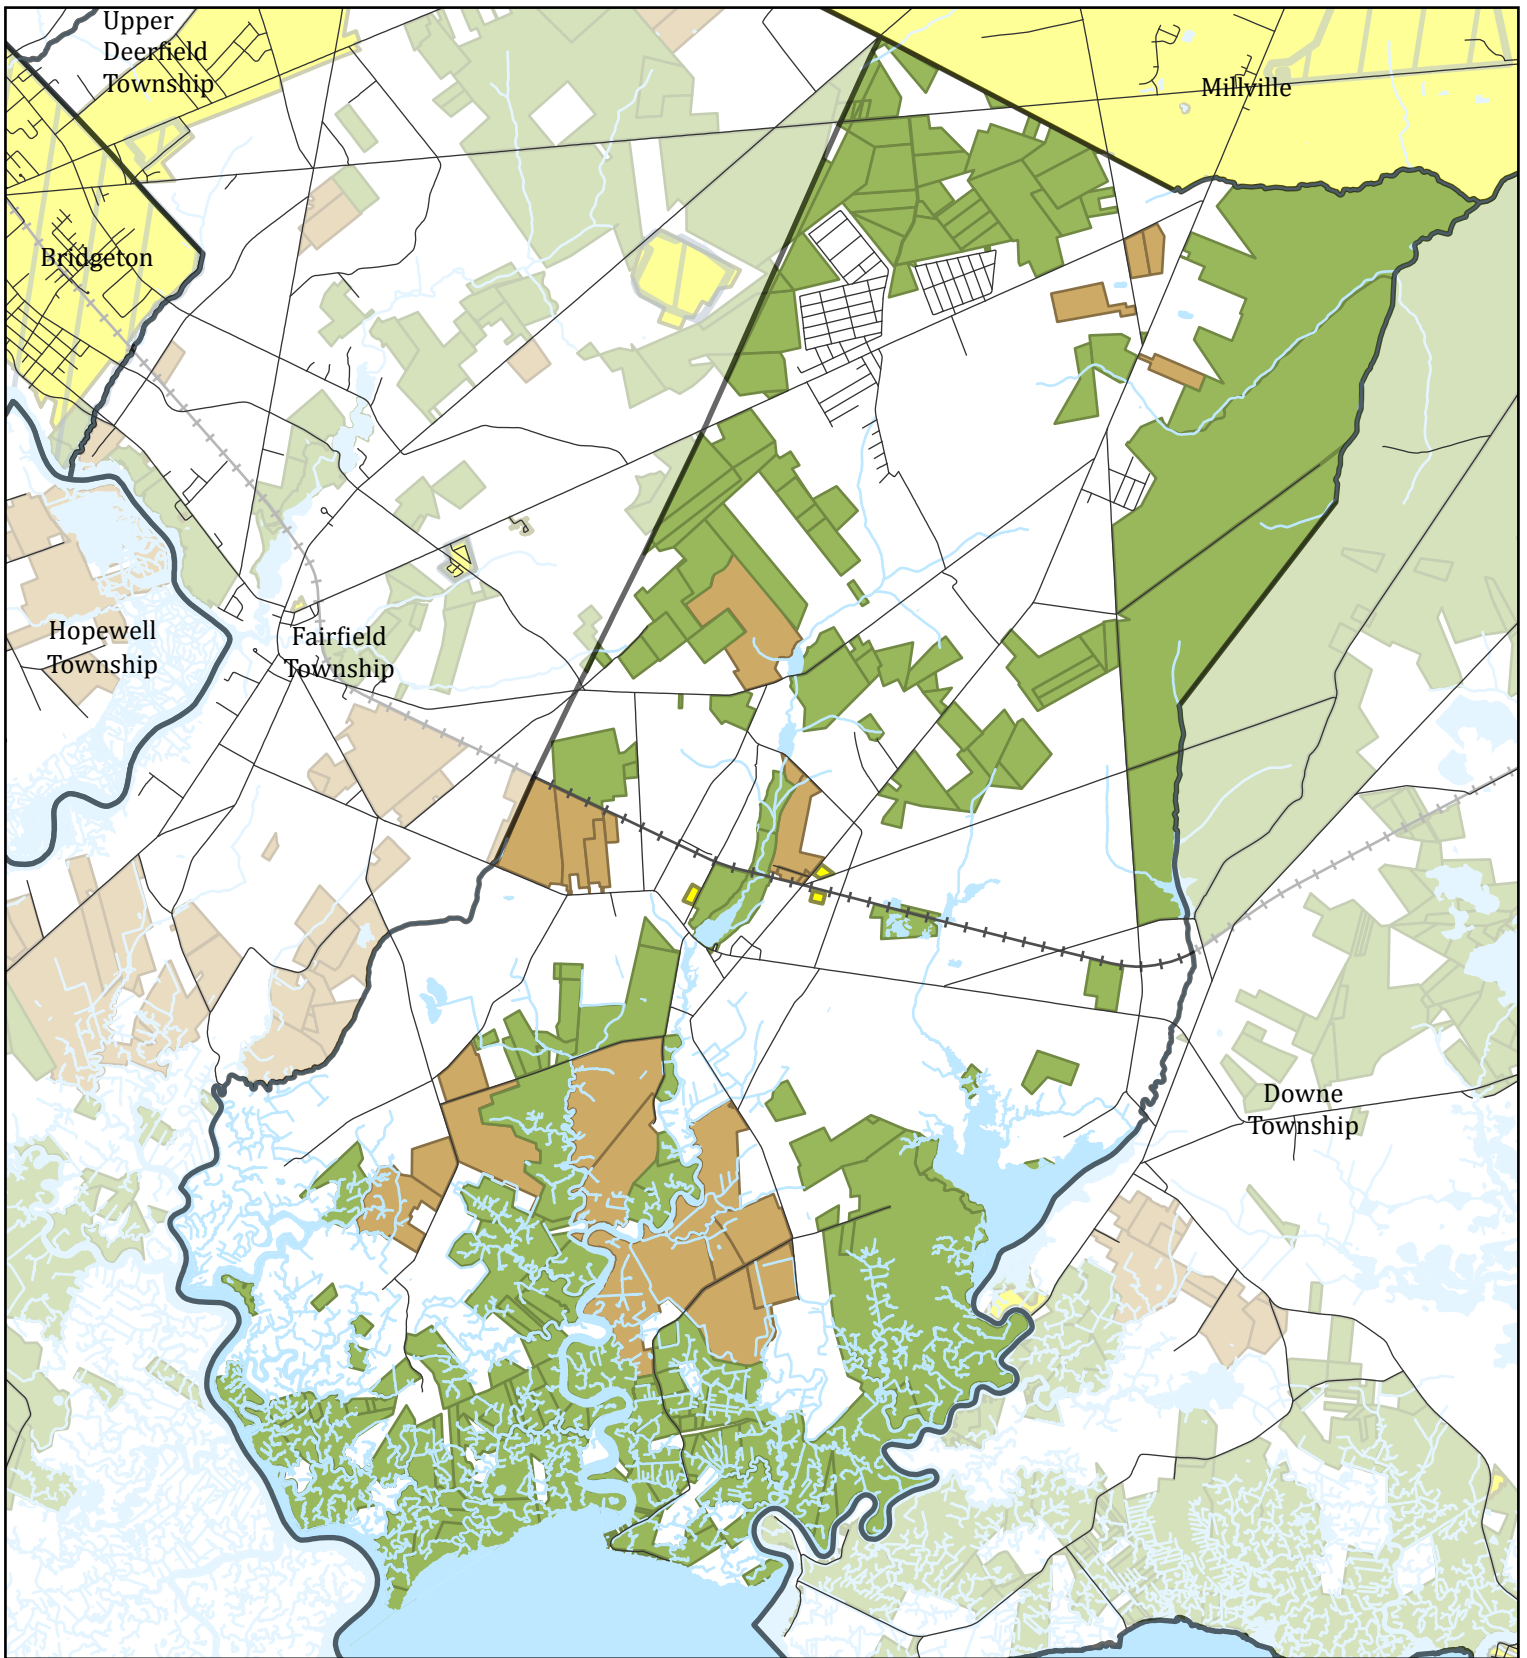 Upper
Deerfield
Township
Millville
Bridgeton
Hopewell
Township
Fairfield
Township
Downe
Township